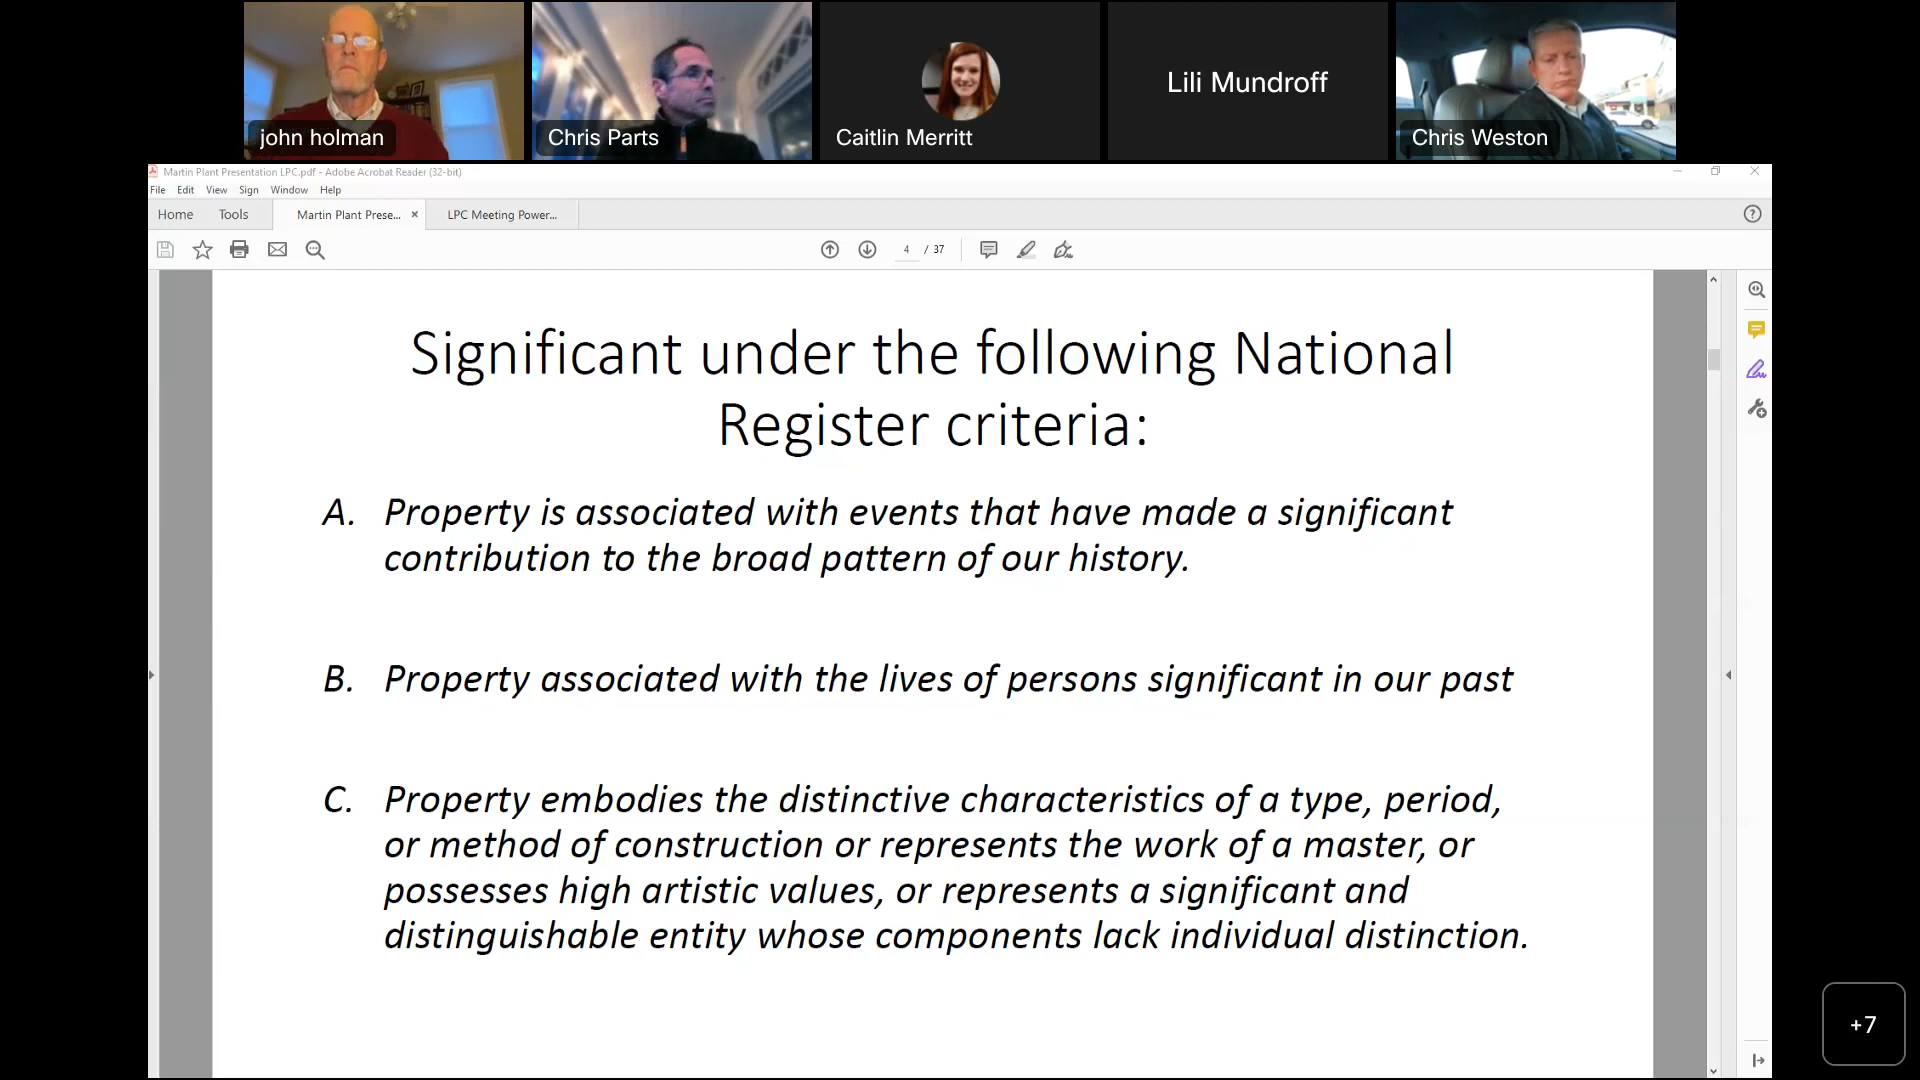 john holman
Chris Parts
Caitlin Merritt
Lili Mundroff
Chris Weston
Martin Plant Presentation LPC.pdf - Adobe Acrobat Reader (32-bit)
File Edit View Sign Window Help
Home Tools Martin Plant Prese... × LPC Meeting Power...
4 / 37
Significant under the following National
Register criteria:
A. Property is associated with events that have made a significant
contribution to the broad pattern of our history.
B. Property associated with the lives of persons significant in our past
C. Property embodies the distinctive characteristics of a type, period,
or method of construction or represents the work of a master, or
possesses high artistic values, or represents a significant and
distinguishable entity whose components lack individual distinction.
+7